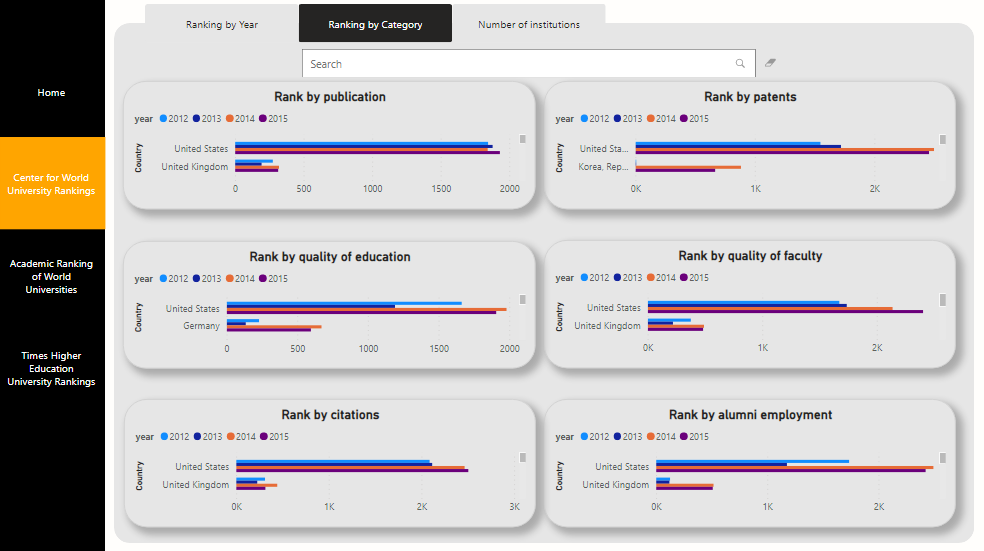 Ranking by Year
Ranking by Category
Number of institutions
Search
Home
Center for World
University Rankings
Academic Ranking
of World
Universities
Times Higher
Education
University Rankings
Rank by publication
year 2012 2013 2014 2015
Country
United States
United Kingdom
0 500 1000 1500 2000
Rank by patents
year 2012 2013 2014 2015
Country
United Sta...
Korea, Rep...
0K 1K 2K
Rank by quality of education
year 2012 2013 2014 2015
Country
United States
Germany
0 500 1000 1500 2000
Rank by quality of faculty
year 2012 2013 2014 2015
Country
United States
United Kingdom
0K 1K 2K
Rank by citations
year 2012 2013 2014 2015
Country
United States
United Kingdom
0K 1K 2K 3K
Rank by alumni employment
year 2012 2013 2014 2015
Country
United States
United Kingdom
0K 1K 2K